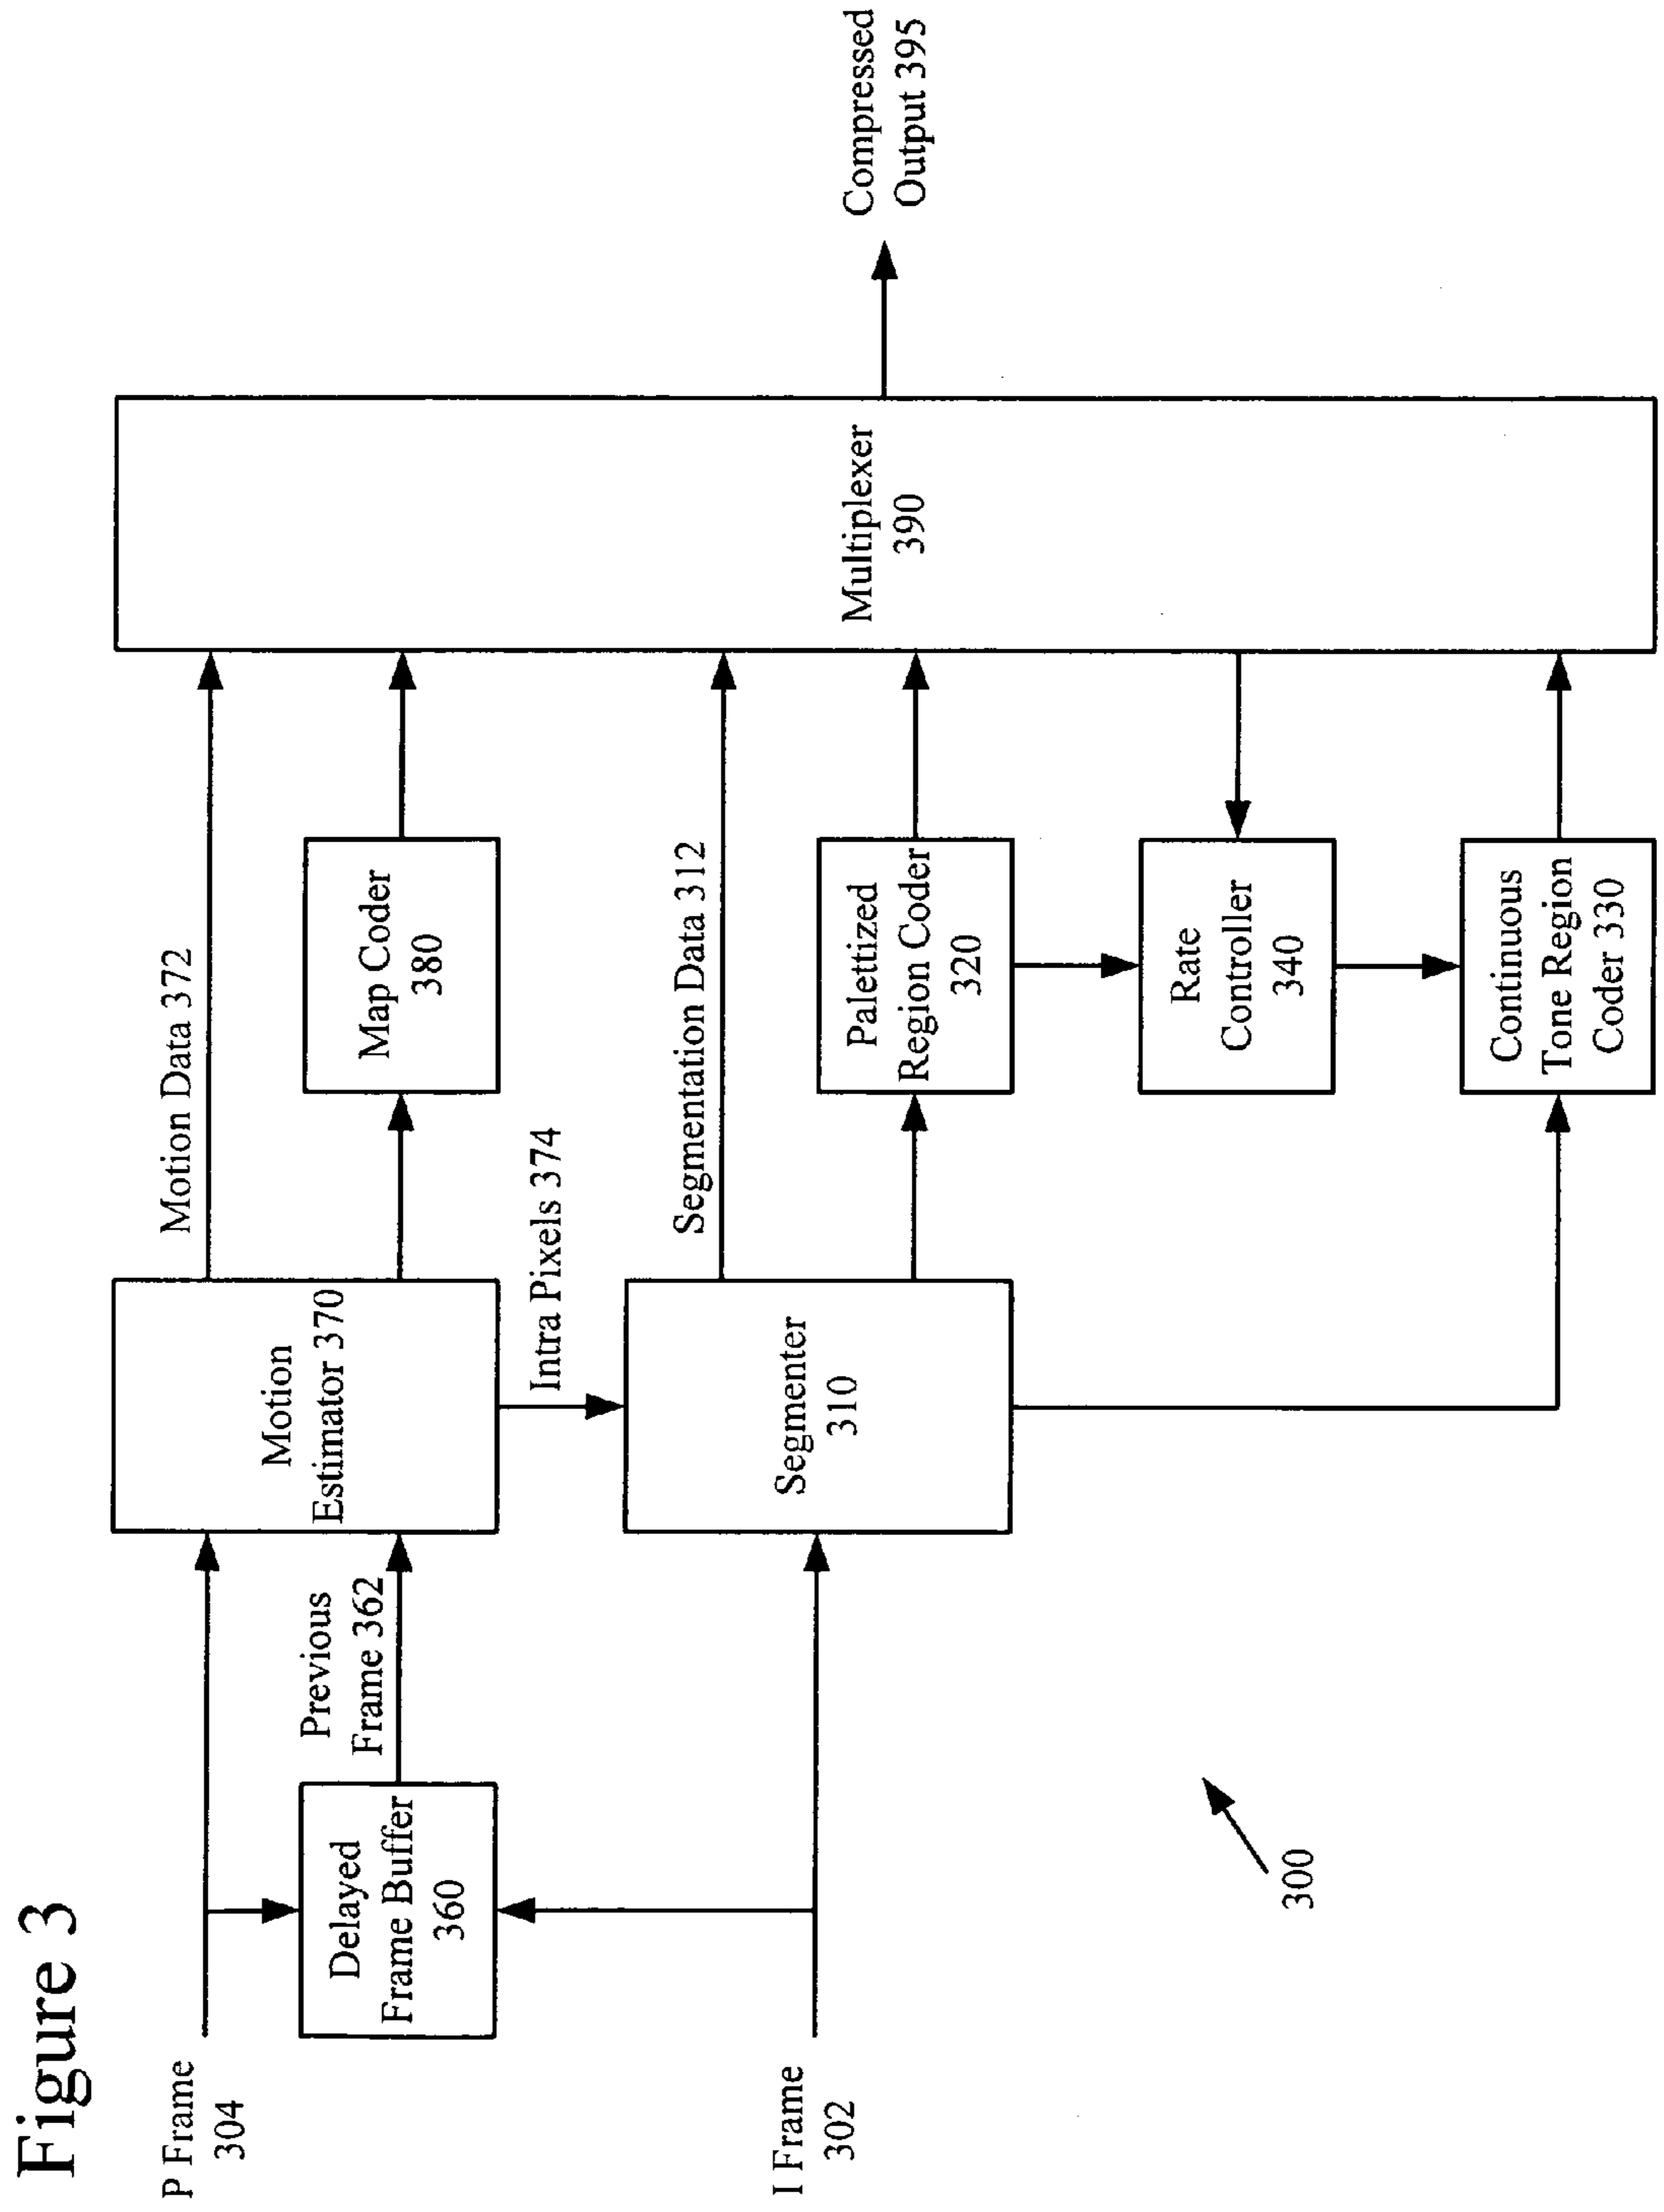 Figure 3
P Frame
304
Delayed
Frame Buffer
360
Previous
Frame 362
I Frame
302
Motion
Estimator 370
Motion Data 372
Map Coder
380
Intra Pixels 374
Segmenter
310
Segmentation Data 312
Palettized
Region Coder
320
Rate
Controller
340
Continuous
Tone Region
Coder 330
Multiplexer
390
Compressed
Output 395
300